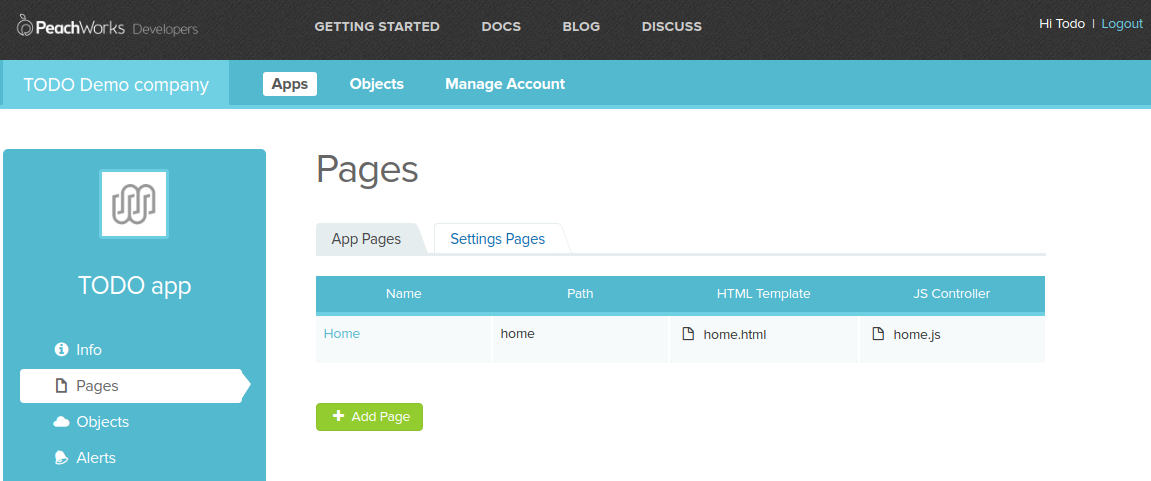 PeachWorks Developers GETTING STARTED DOCS BLOG DISCUSS Hi Todo | Logout
TODO Demo company Apps Objects Manage Account
TODO app
Info
Pages
Objects
Alerts
Pages
App Pages Settings Pages
Name Path HTML Template JS Controller
Home home home.html home.js
+ Add Page